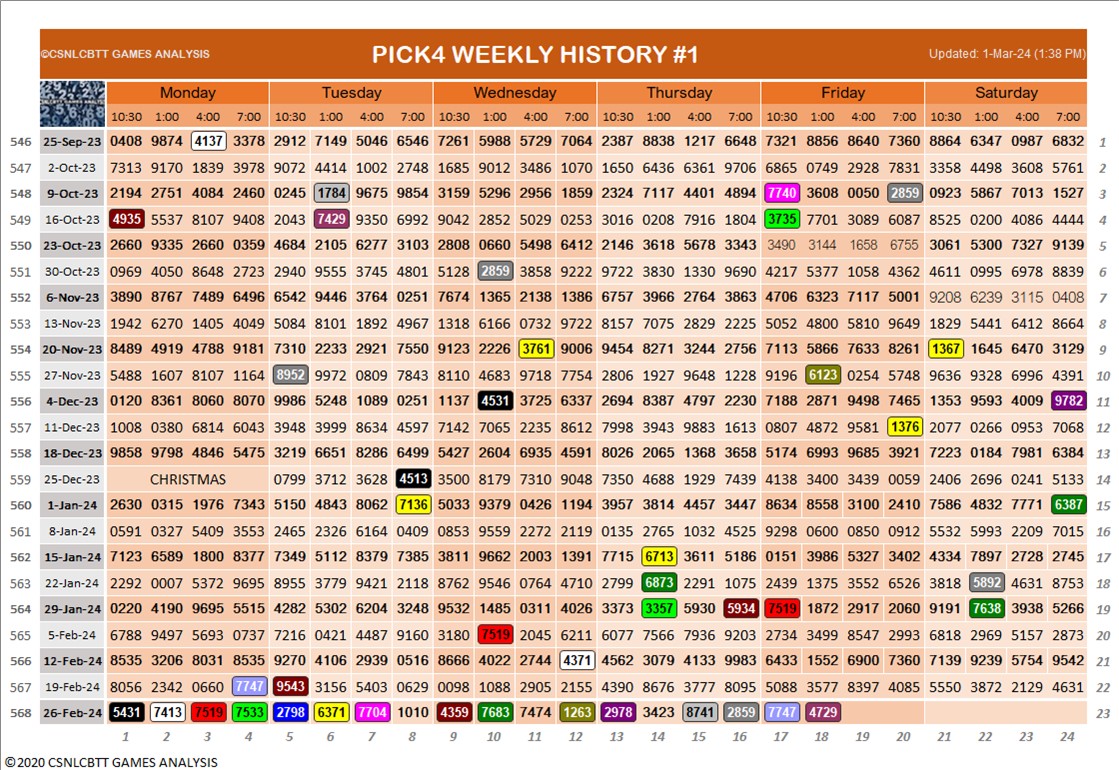 ©CSNLCBTT GAMES ANALYSIS PICK4 WEEKLY HISTORY #1 Updated: 1-Mar-24 (1:38 PM)
Monday Tuesday Wednesday Thursday Friday Saturday
10:30 1:00 4:00 7:00 10:30 1:00 4:00 7:00 10:30 1:00 4:00 7:00 10:30 1:00 4:00 7:00 10:30 1:00 4:00 7:00 10:30 1:00 4:00 7:00
546 25-Sep-23 0408 9874 4137 3378 2912 7149 5046 6546 7261 5988 5729 7064 2387 8838 1217 6648 7321 8856 8640 7360 8864 6347 0987 6832 1
547 2-Oct-23 7313 9170 1839 3978 9072 4414 1002 2748 1685 9012 3486 1070 1650 6436 6361 9706 6865 0749 2928 7831 3358 4498 3608 5761 2
548 9-Oct-23 2194 2751 4084 2460 0245 1784 9675 9854 3159 5296 2956 1859 2324 7117 4401 4894 7740 3608 0050 2859 0923 5867 7013 1527 3
549 16-Oct-23 4935 5537 8107 9408 2043 7429 9350 6992 9042 2852 5029 0253 3016 0208 7916 1804 3735 7701 3089 6087 8525 0200 4086 4444 4
550 23-Oct-23 2660 9335 2660 0359 4684 2105 6277 3103 2808 0660 5498 6412 2146 3618 5678 3343 3490 3144 1658 6755 3061 5300 7327 9139 5
551 30-Oct-23 0969 4050 8648 2723 2940 9555 3745 4801 5128 2859 3858 9222 9722 3830 1330 9690 4217 5377 1058 4362 4611 0995 6978 8839 6
552 6-Nov-23 3890 8767 7489 6496 6542 9446 3764 0251 7674 1365 2138 1386 6757 3966 2764 3863 4706 6323 7117 5001 9208 6239 3115 0408 7
553 13-Nov-23 1942 6270 1405 4049 5084 8101 1892 4967 1318 6166 0732 9722 8157 7075 2829 2225 5052 4800 5810 9649 1829 5441 6412 8664 8
554 20-Nov-23 8489 4919 4788 9181 7310 2233 2921 7550 9123 2226 3761 9006 9454 8271 3244 2756 7113 5866 7633 8261 1367 1645 6470 3129 9
555 27-Nov-23 5488 1607 8107 1164 8952 9972 0809 7843 8110 4683 9718 7754 2806 1927 9648 1228 9196 6123 0254 5748 9636 9328 6996 4391 10
556 4-Dec-23 0120 8361 8060 8070 9986 5248 1089 0251 1137 4531 3725 6337 2694 8387 4797 2230 7188 2871 9498 7465 1353 9593 4009 9782 11
557 11-Dec-23 1008 0380 6814 6043 3948 3999 8634 4597 7142 7065 2235 8612 7998 3943 9883 1613 0807 4872 9581 1376 2077 0266 0953 7068 12
558 18-Dec-23 9858 9798 4846 5475 3219 6651 8286 6499 5427 2604 6935 4591 8026 2065 1368 3658 5174 6993 9685 3921 7223 0184 7981 6384 13
559 25-Dec-23 CHRISTMAS 0799 3712 3628 4513 3500 8179 7310 9048 7350 4688 1929 7439 4138 3400 3439 0059 2406 2696 0241 5133 14
560 1-Jan-24 2630 0315 1976 7343 5150 4843 8062 7136 5033 9379 0426 1194 3957 3814 4457 3447 8634 8558 3100 2410 7586 4832 7771 6387 15
561 8-Jan-24 0591 0327 5409 3553 2465 2326 6164 0409 0853 9559 2272 2119 0135 2765 1032 4525 9298 0600 0850 0912 5532 5993 2209 7015 16
562 15-Jan-24 7123 6589 1800 8377 7349 5112 8379 7385 3811 9662 2003 1391 7715 6713 3611 5186 0151 3986 5327 3402 4334 7897 2728 2745 17
563 22-Jan-24 2292 0007 5372 9695 8955 3779 9421 2118 8762 9546 0764 4710 2799 6873 2291 1075 2439 1375 3552 6526 3818 5892 4631 8753 18
564 29-Jan-24 0220 4190 9695 5515 4282 5302 6204 3248 9532 1485 0311 4026 3373 3357 5930 5934 7519 1872 2917 2060 9191 7638 3938 5266 19
565 5-Feb-24 6788 9497 5693 0737 7216 0421 4487 9160 3180 7519 2045 6211 6077 7566 7936 9203 2734 3499 8547 2993 6818 2969 5157 2873 20
566 12-Feb-24 8535 3206 8031 8535 9270 4106 2939 0516 8666 4022 2744 4371 4562 3079 4133 9983 6433 1552 6900 7360 7139 9239 5754 9542 21
567 19-Feb-24 8056 2342 0660 7747 9543 3156 5403 0629 0098 1088 2905 2155 4390 8676 3777 8095 5088 3577 8397 4085 5550 3872 2129 4631 22
568 26-Feb-24 5431 7413 7519 7533 2798 6371 7704 1010 4359 7683 7474 1263 2978 3423 8741 2859 7747 4729 23
1 2 3 4 5 6 7 8 9 10 11 12 13 14 15 16 17 18 19 20 21 22 23 24
©2020 CSNLCBTT GAMES ANALYSIS